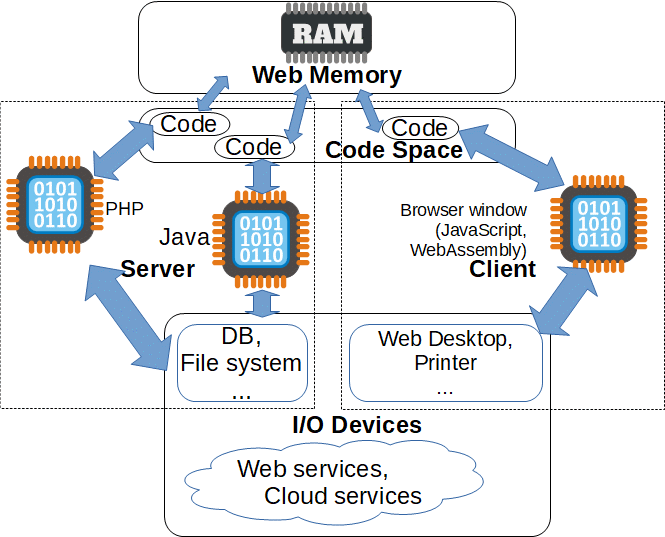 RAM
Web Memory
Code
Code
Code
Code Space
0101
1010
0110
PHP
0101
1010
0110
Java
Server
Browser window
(JavaScript,
WebAssembly)
0101
1010
0110
Client
DB,
File system
...
Web Desktop,
Printer
...
I/O Devices
Web services,
Cloud services